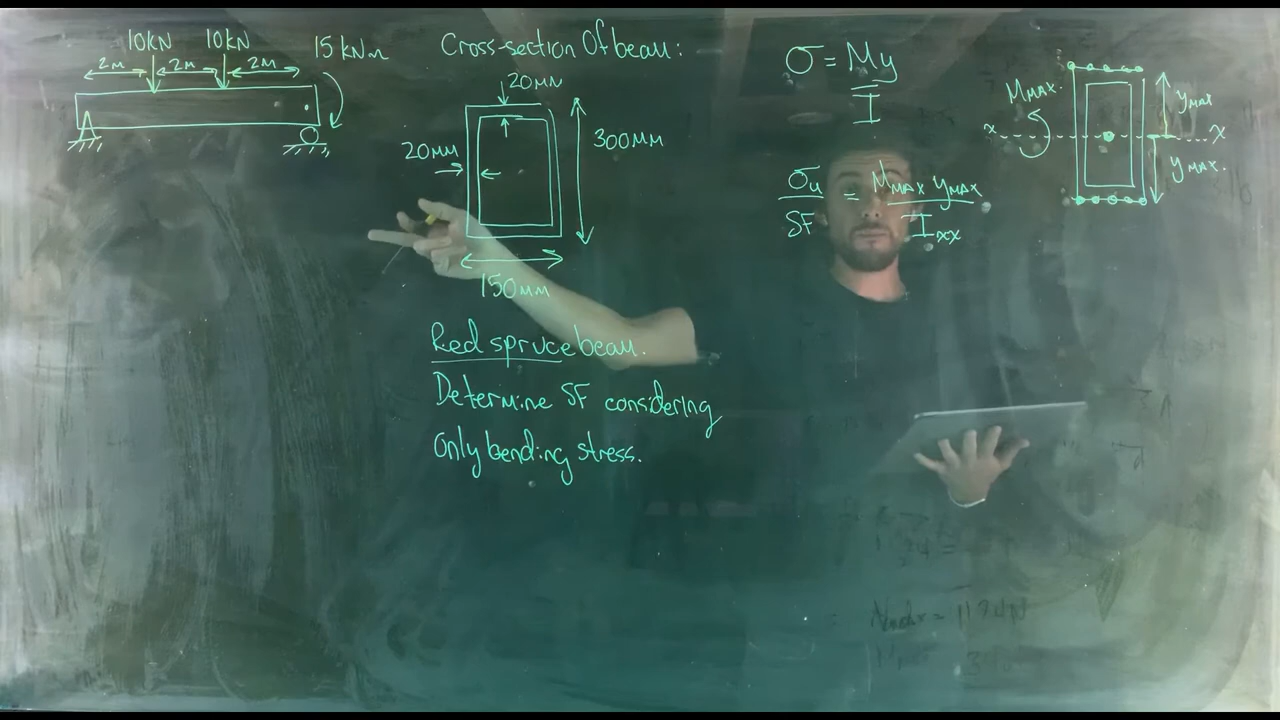 10kN 10kN 15 kNm
2m 2m 2m
Cross-section Of beam:
20MM
20MM
300MM
150MM
Red spruce beam.
Determine SF considering
Only bending stress.
σ = My
I
σu = MMAX yMAX
SF Ixx
MMAX.
yMAX
x x
yMAX.